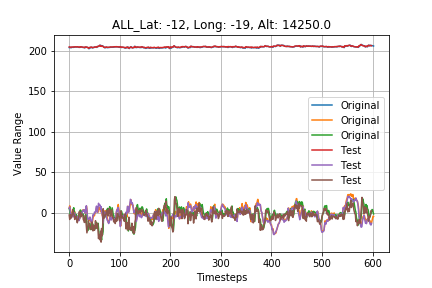 ALL_Lat: -12, Long: -19, Alt: 14250.0
200
150
100
50
0
Value Range
Original
Original
Original
Test
Test
Test
0 100 200 300 400 500 600
Timesteps